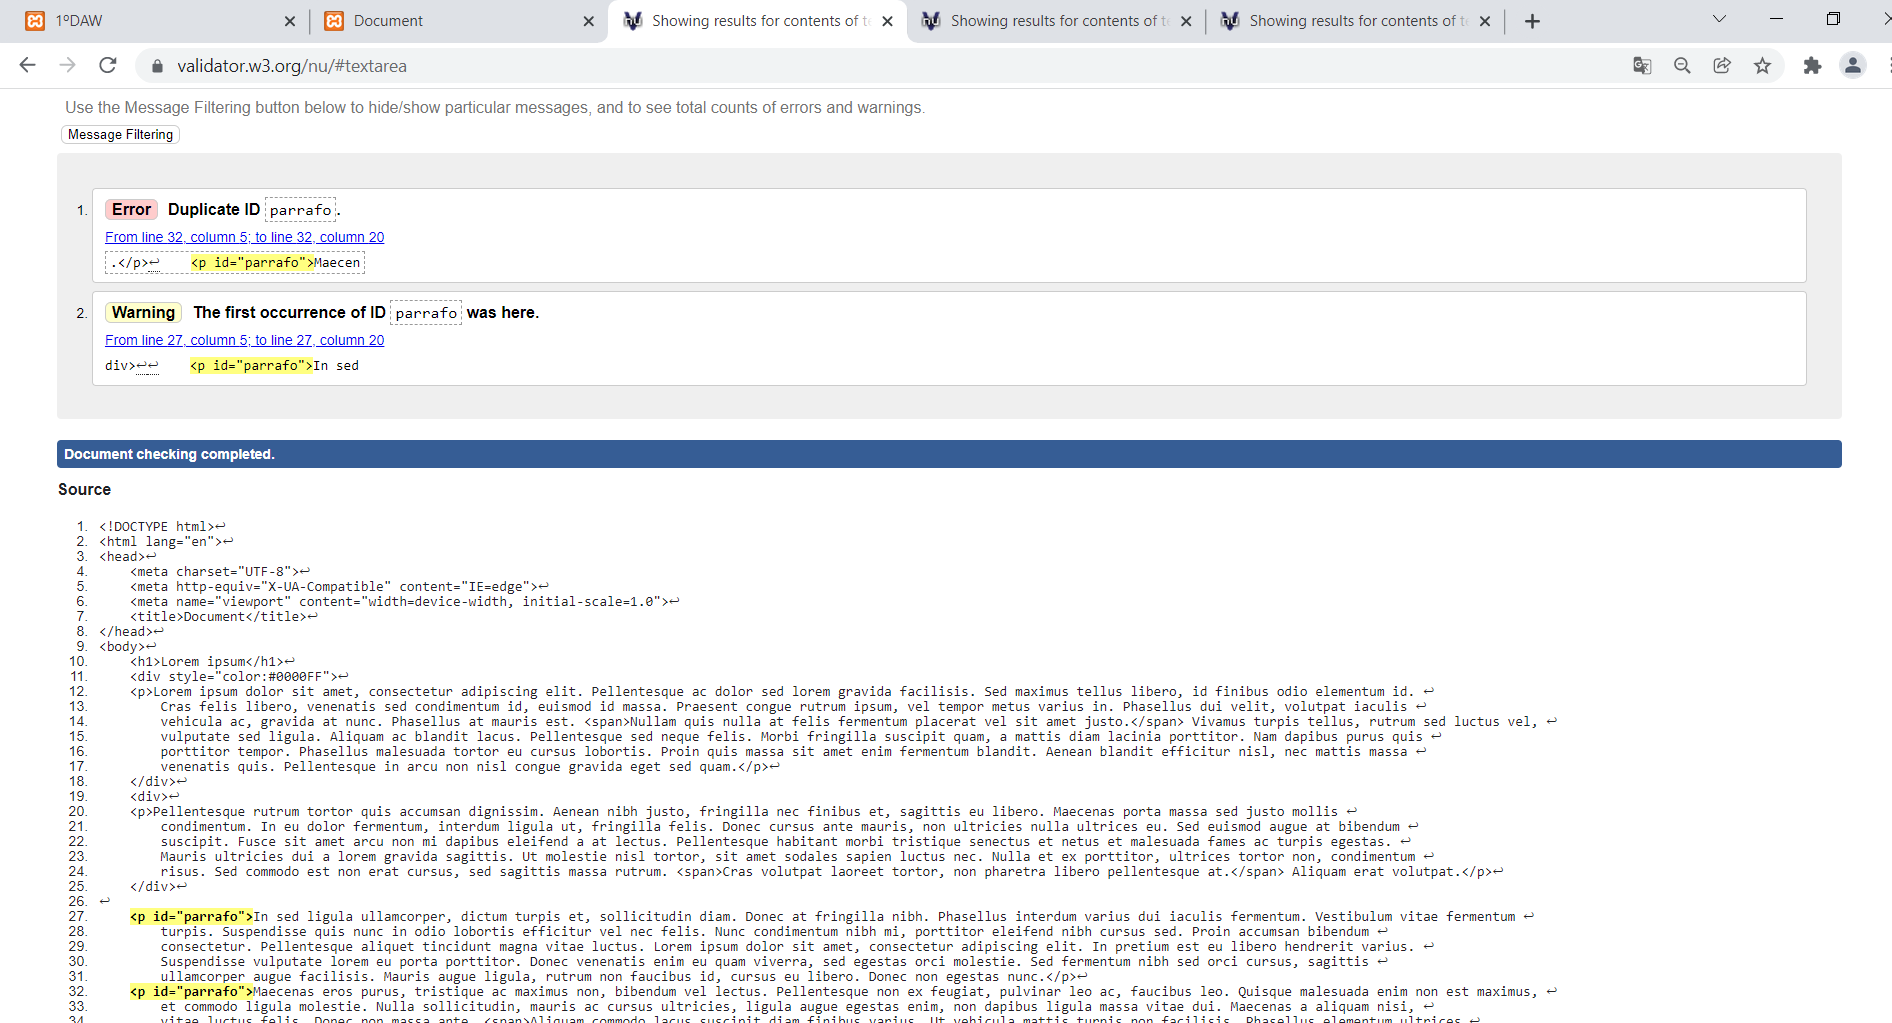 1ºDAW
Document
Showing results for contents of t
Showing results for contents of t
Showing results for contents of t
validator.w3.org/nu/#textarea
Use the Message Filtering button below to hide/show particular messages, and to see total counts of errors and warnings.
Message Filtering
1. Error Duplicate ID parrafo.
From line 32, column 5; to line 32, column 20
.</p>↩ <p id="parrafo">Maecen
2. Warning The first occurrence of ID parrafo was here.
From line 27, column 5; to line 27, column 20
div>↩↩ <p id="parrafo">In sed
Document checking completed.
Source
1. <!DOCTYPE html>↩
2. <html lang="en">↩
3. <head>↩
4. <meta charset="UTF-8">↩
5. <meta http-equiv="X-UA-Compatible" content="IE=edge">↩
6. <meta name="viewport" content="width=device-width, initial-scale=1.0">↩
7. <title>Document</title>↩
8. </head>↩
9. <body>↩
10. <h1>Lorem ipsum</h1>↩
11. <div style="color:#0000FF">↩
12. <p>Lorem ipsum dolor sit amet, consectetur adipiscing elit. Pellentesque ac dolor sed lorem gravida facilisis. Sed maximus tellus libero, id finibus odio elementum id. ↩
13. Cras felis libero, venenatis sed condimentum id, euismod id massa. Praesent congue rutrum ipsum, vel tempor metus varius in. Phasellus dui velit, volutpat iaculis ↩
14. vehicula ac, gravida at nunc. Phasellus at mauris est. <span>Nullam quis nulla at felis fermentum placerat vel sit amet justo.</span> Vivamus turpis tellus, rutrum sed luctus vel, ↩
15. vulputate sed ligula. Aliquam ac blandit lacus. Pellentesque sed neque felis. Morbi fringilla suscipit quam, a mattis diam lacinia porttitor. Nam dapibus purus quis ↩
16. porttitor tempor. Phasellus malesuada tortor eu cursus lobortis. Proin quis massa sit amet enim fermentum blandit. Aenean blandit efficitur nisl, nec mattis massa ↩
17. venenatis quis. Pellentesque in arcu non nisl congue gravida eget sed quam.</p>↩
18. </div>↩
19. <div>↩
20. <p>Pellentesque rutrum tortor quis accumsan dignissim. Aenean nibh justo, fringilla nec finibus et, sagittis eu libero. Maecenas porta massa sed justo mollis ↩
21. condimentum. In eu dolor fermentum, interdum ligula ut, fringilla felis. Donec cursus ante mauris, non ultricies nulla ultrices eu. Sed euismod augue at bibendum ↩
22. suscipit. Fusce sit amet arcu non mi dapibus eleifend a at lectus. Pellentesque habitant morbi tristique senectus et netus et malesuada fames ac turpis egestas. ↩
23. Mauris ultricies dui a lorem gravida sagittis. Ut molestie nisl tortor, sit amet sodales sapien luctus nec. Nulla et ex porttitor, ultrices tortor non, condimentum ↩
24. risus. Sed commodo est non erat cursus, sed sagittis massa rutrum. <span>Cras volutpat laoreet tortor, non pharetra libero pellentesque at.</span> Aliquam erat volutpat.</p>↩
25. </div>↩
26. ↩
27. <p id="parrafo">In sed ligula ullamcorper, dictum turpis et, sollicitudin diam. Donec at fringilla nibh. Phasellus interdum varius dui iaculis fermentum. Vestibulum vitae fermentum ↩
28. turpis. Suspendisse quis nunc in odio lobortis efficitur vel nec felis. Nunc condimentum nibh mi, porttitor eleifend nibh cursus sed. Proin accumsan bibendum ↩
29. consectetur. Pellentesque aliquet tincidunt magna vitae luctus. Lorem ipsum dolor sit amet, consectetur adipiscing elit. In pretium est eu libero hendrerit varius. ↩
30. Suspendisse vulputate lorem eu porta porttitor. Donec venenatis enim eu quam viverra, sed egestas orci molestie. Sed fermentum nibh sed orci cursus, sagittis ↩
31. ullamcorper augue facilisis. Mauris augue ligula, rutrum non faucibus id, cursus eu libero. Donec non egestas nunc.</p>↩
32. <p id="parrafo">Maecenas eros purus, tristique ac maximus non, bibendum vel lectus. Pellentesque non ex feugiat, pulvinar leo ac, faucibus leo. Quisque malesuada enim non est maximus, ↩
33. et commodo ligula molestie. Nulla sollicitudin, mauris ac cursus ultricies, ligula augue egestas enim, non dapibus ligula massa vitae dui. Maecenas a aliquam nisi, ↩
34. vitae luctus felis. Donec non massa ante. <span>Aliquam commodo lacus suscipit diam finibus varius. Ut vehicula mattis turpis non facilisis. Phasellus elementum ultrices ↩